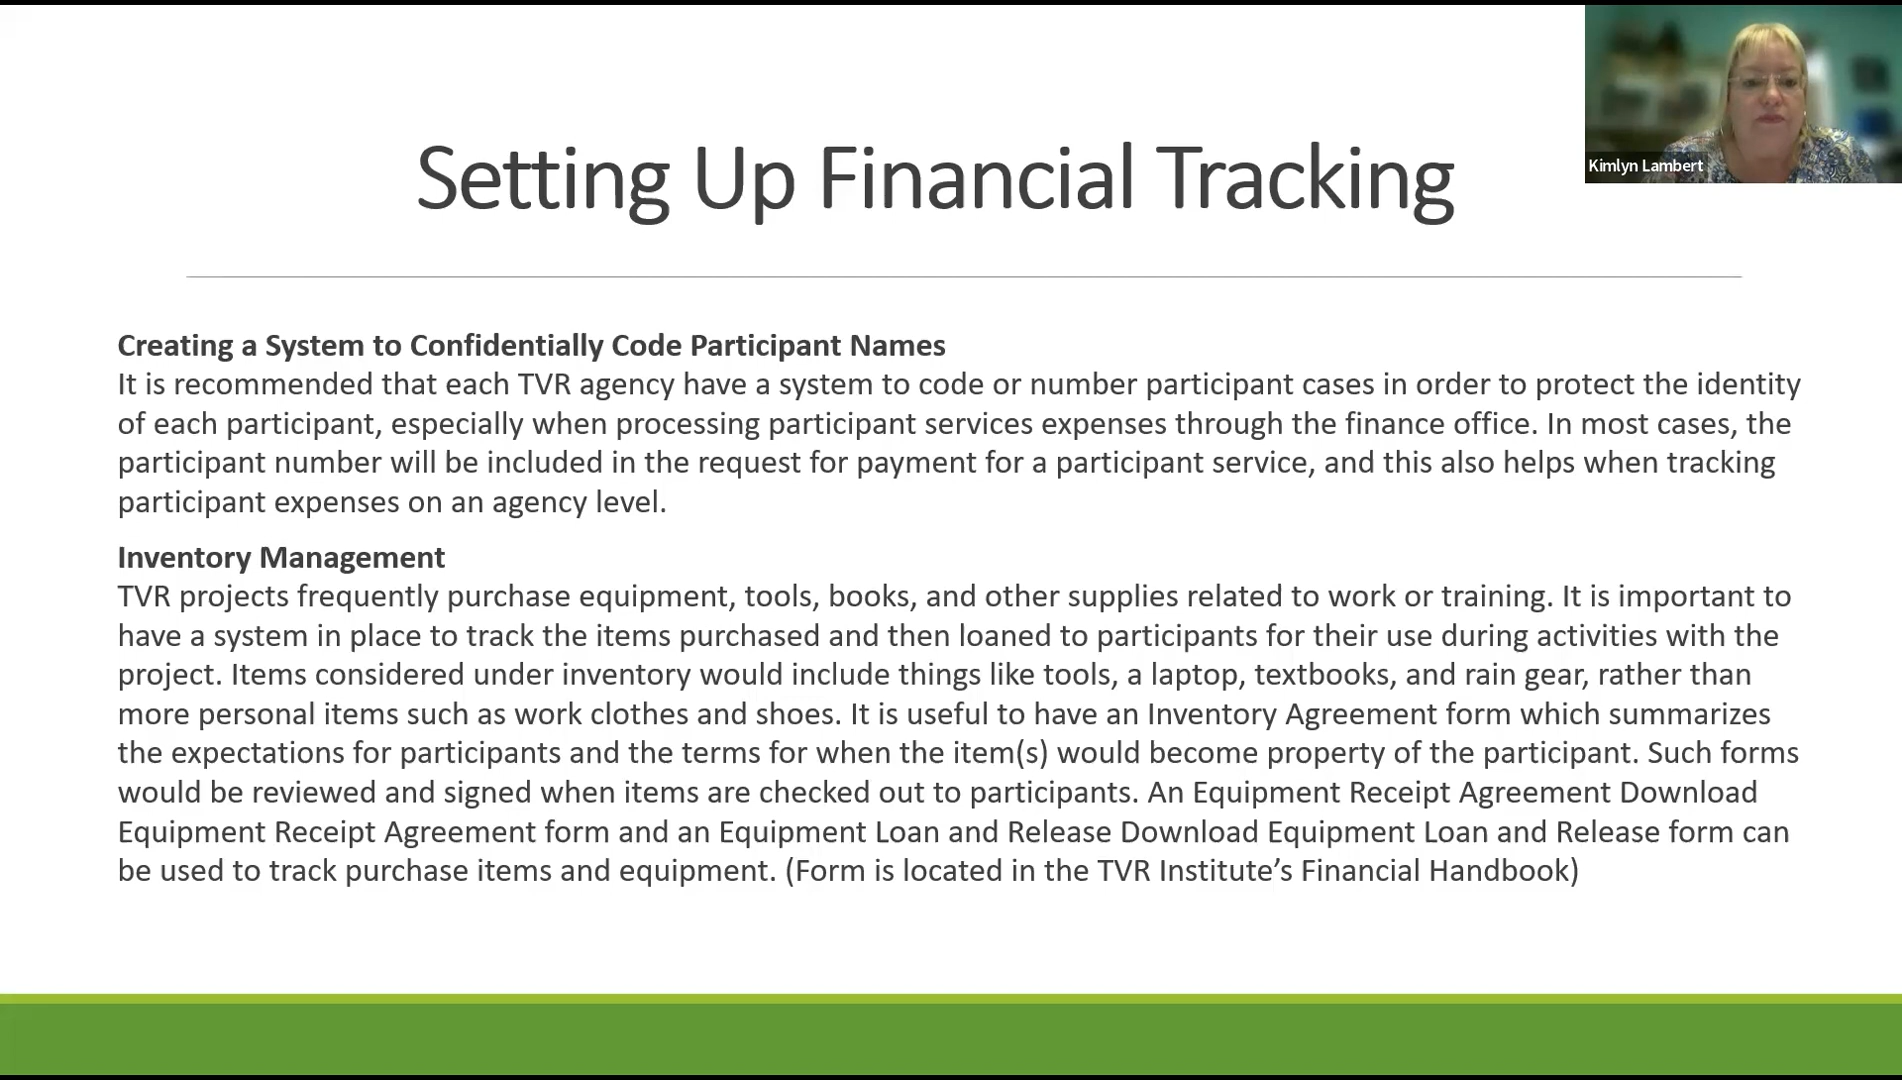 Setting Up Financial Tracking
Kimlyn Lambert
Creating a System to Confidentially Code Participant Names
It is recommended that each TVR agency have a system to code or number participant cases in order to protect the identity
of each participant, especially when processing participant services expenses through the finance office. In most cases, the
participant number will be included in the request for payment for a participant service, and this also helps when tracking
participant expenses on an agency level.
Inventory Management
TVR projects frequently purchase equipment, tools, books, and other supplies related to work or training. It is important to
have a system in place to track the items purchased and then loaned to participants for their use during activities with the
project. Items considered under inventory would include things like tools, a laptop, textbooks, and rain gear, rather than
more personal items such as work clothes and shoes. It is useful to have an Inventory Agreement form which summarizes
the expectations for participants and the terms for when the item(s) would become property of the participant. Such forms
would be reviewed and signed when items are checked out to participants. An Equipment Receipt Agreement Download
Equipment Receipt Agreement form and an Equipment Loan and Release Download Equipment Loan and Release form can
be used to track purchase items and equipment. (Form is located in the TVR Institute’s Financial Handbook)